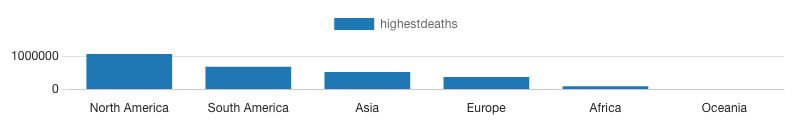 highestdeaths
1000000
0
North America
South America
Asia
Europe
Africa
Oceania